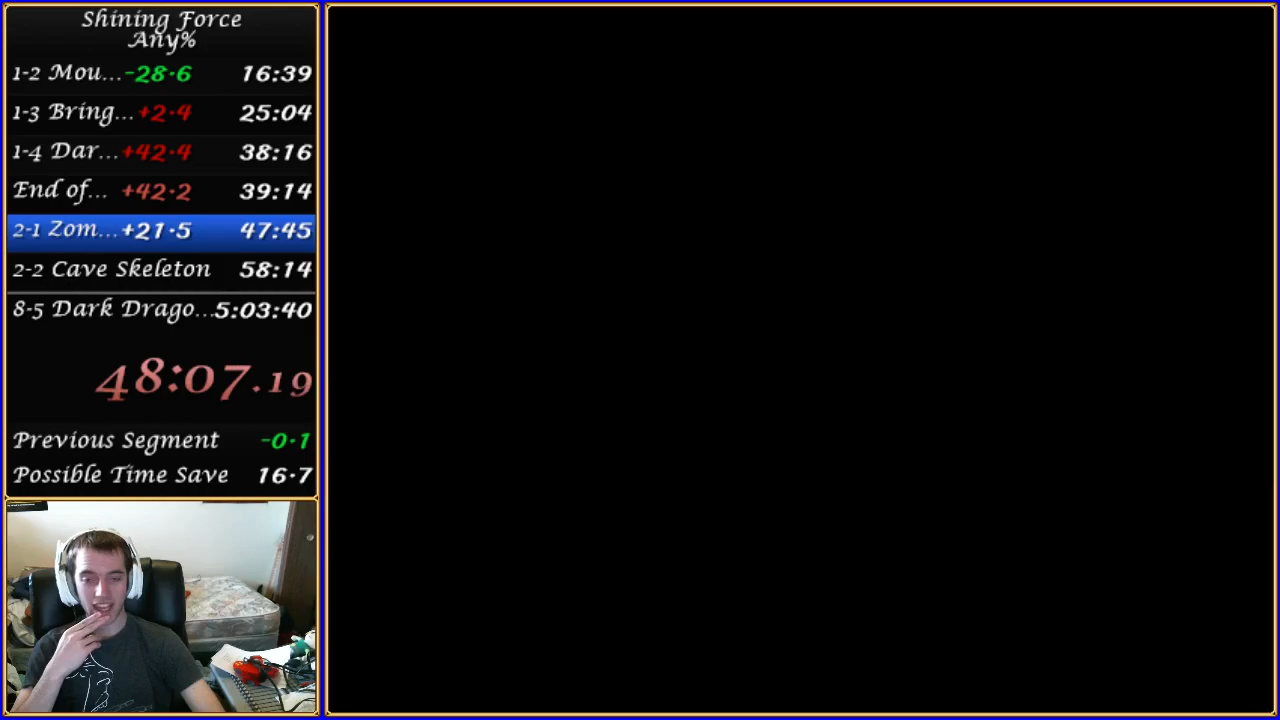 Shining Force
Any%
1-2 Mou... -28.6 16:39
1-3 Bring... +2.4 25:04
1-4 Dar... +42.4 38:16
End of... +42.2 39:14
2-1 Zom... +21.5 47:45
2-2 Cave Skeleton 58:14
8-5 Dark Drago... 5:03:40
48:07.19
Previous Segment -0.1
Possible Time Save 16.7